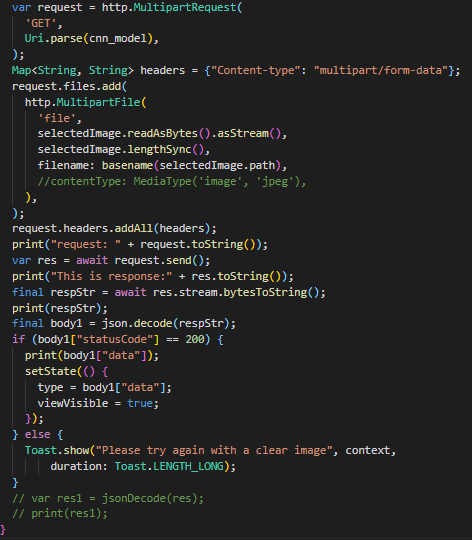 var request = http.MultipartRequest(
'GET',
Uri.parse(cnn_model),
);
Map<String, String> headers = {"Content-type": "multipart/form-data"};
request.files.add(
http.MultipartFile(
'file',
selectedImage.readAsBytes().asStream(),
selectedImage.lengthSync(),
filename: basename(selectedImage.path),
//contentType: MediaType('image', 'jpeg'),
),
);
request.headers.addAll(headers);
print("request: " + request.toString());
var res = await request.send();
print("This is response:" + res.toString());
final respStr = await res.stream.bytesToString();
print(respStr);
final body1 = json.decode(respStr);
if (body1["statusCode"] == 200) {
print(body1["data"]);
setState(() {
type = body1["data"];
viewVisible = true;
});
} else {
Toast.show("Please try again with a clear image", context,
duration: Toast.LENGTH_LONG);
}
// var res1 = jsonDecode(res);
// print(res1);
}